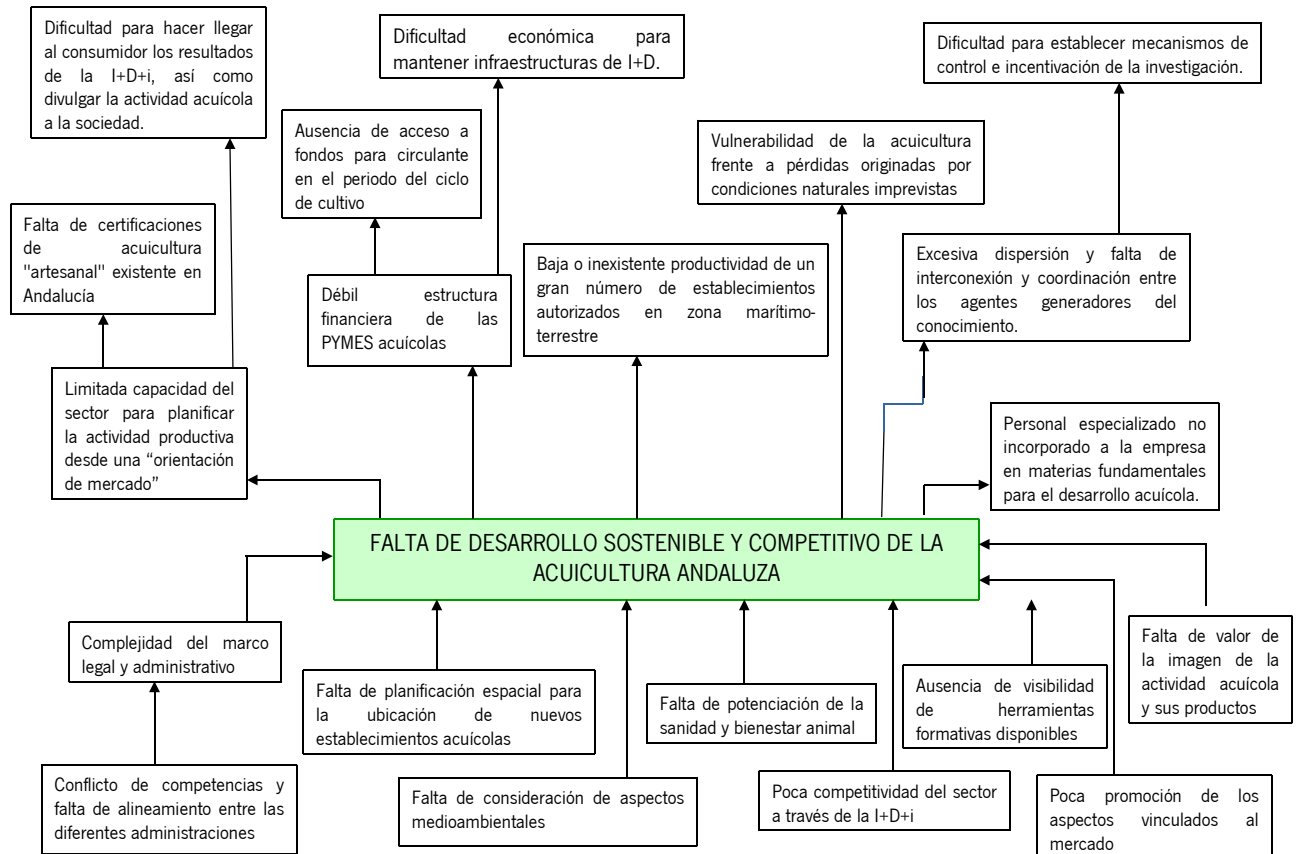 Dificultad para hacer llegar
al consumidor los resultados
de la I+D+i, así como
divulgar la actividad acuícola
a la sociedad.
Dificultad económica para
mantener infraestructuras de I+D.
Dificultad para establecer mecanismos de
control e incentivación de la investigación.
Ausencia de acceso a
fondos para circulante
en el periodo del ciclo
de cultivo
Vulnerabilidad de la acuicultura
frente a pérdidas originadas por
condiciones naturales imprevistas
Falta de certificaciones
de acuicultura
"artesanal" existente en
Andalucía
Débil estructura
financiera de las
PYMES acuícolas
Baja o inexistente productividad de un
gran número de establecimientos
autorizados en zona marítimo-
terrestre
Excesiva dispersión y falta de
interconexión y coordinación entre
los agentes generadores del
conocimiento.
Limitada capacidad del
sector para planificar
la actividad productiva
desde una “orientación
de mercado”
Personal especializado no
incorporado a la empresa
en materias fundamentales
para el desarrollo acuícola.
FALTA DE DESARROLLO SOSTENIBLE Y COMPETITIVO DE LA
ACUICULTURA ANDALUZA
Complejidad del marco
legal y administrativo
Falta de planificación espacial para
la ubicación de nuevos
establecimientos acuícolas
Falta de potenciación de la
sanidad y bienestar animal
Ausencia de visibilidad
de herramientas
formativas disponibles
Falta de valor de
la imagen de la
actividad acuícola
y sus productos
Conflicto de competencias y
falta de alineamiento entre las
diferentes administraciones
Falta de consideración de aspectos
medioambientales
Poca competitividad del sector
a través de la I+D+i
Poca promoción de los
aspectos vinculados al
mercado